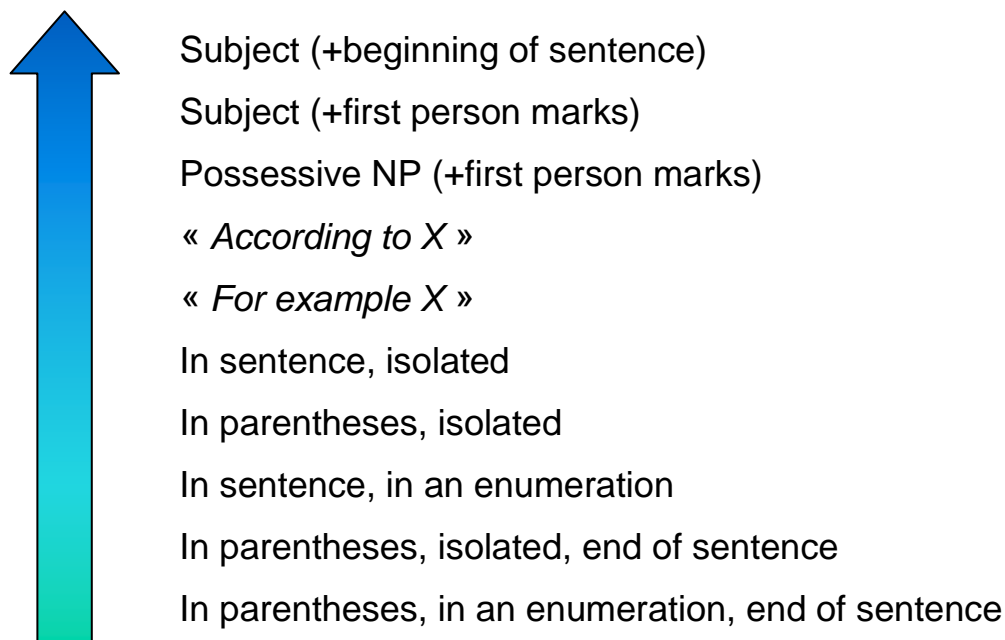 Subject (+beginning of sentence)
Subject (+first person marks)
Possessive NP (+first person marks)
« According to X »
« For example X »
In sentence, isolated
In parentheses, isolated
In sentence, in an enumeration
In parentheses, isolated, end of sentence
In parentheses, in an enumeration, end of sentence